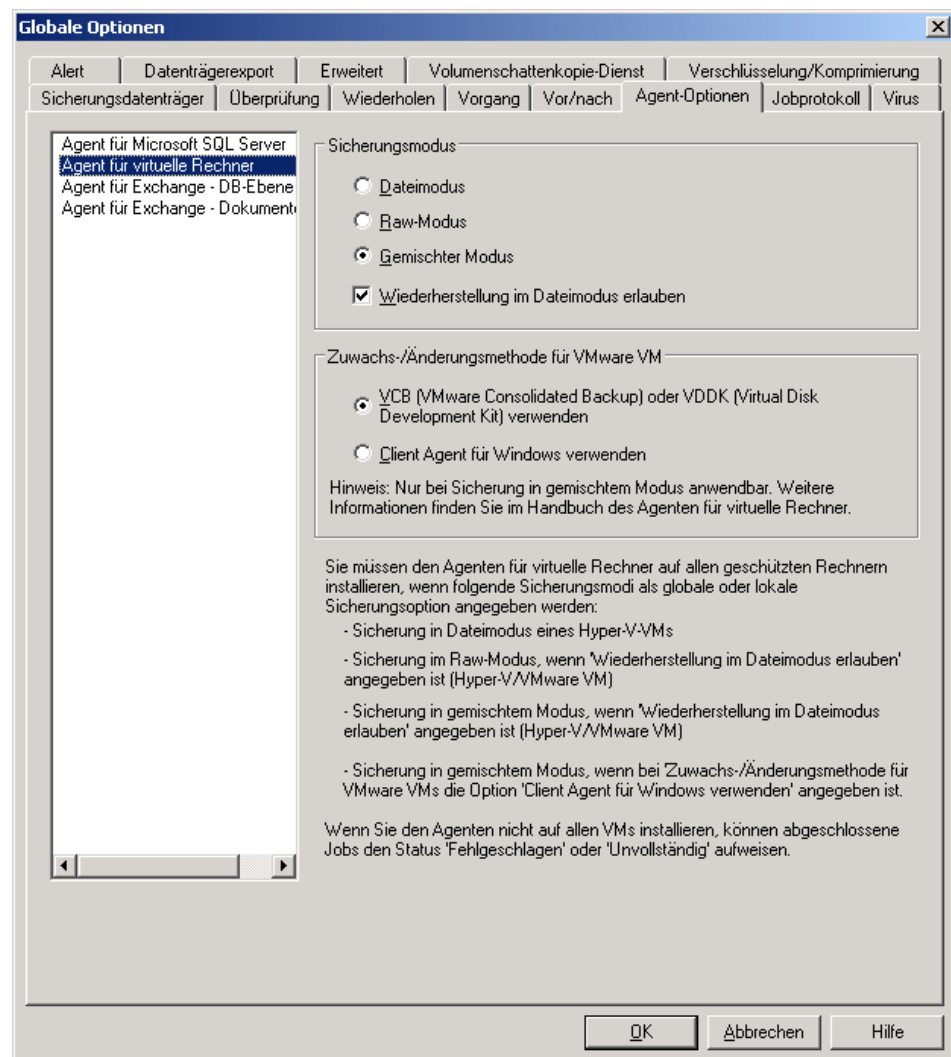 Globale Optionen
Alert
Datenträgerexport
Erweitert
Volumenschattenkopie-Dienst
Verschlüsselung/Komprimierung
Sicherungsdatenträger
Überprüfung
Wiederholen
Vorgang
Vor/nach
Agent-Optionen
Jobprotokoll
Virus
Agent für Microsoft SQL Server
Agent für virtuelle Rechner
Agent für Exchange - DB-Ebene
Agent für Exchange - Dokument
Sicherungsmodus
Dateimodus
Raw-Modus
Gemischter Modus
Wiederherstellung im Dateimodus erlauben
Zuwachs-/Änderungsmethode für VMware VM
VCB (VMware Consolidated Backup) oder VDDK (Virtual Disk
Development Kit) verwenden
Client Agent für Windows verwenden
Hinweis: Nur bei Sicherung in gemischtem Modus anwendbar. Weitere
Informationen finden Sie im Handbuch des Agenten für virtuelle Rechner.
Sie müssen den Agenten für virtuelle Rechner auf allen geschützten Rechnern
installieren, wenn folgende Sicherungsmodi als globale oder lokale
Sicherungsoption angegeben werden:
- Sicherung in Dateimodus eines Hyper-V-VMs
- Sicherung im Raw-Modus, wenn 'Wiederherstellung im Dateimodus erlauben'
angegeben ist (Hyper-V/VMware VM)
- Sicherung in gemischtem Modus, wenn 'Wiederherstellung im Dateimodus
erlauben' angegeben ist (Hyper-V/VMware VM)
- Sicherung in gemischtem Modus, wenn bei 'Zuwachs-/Änderungsmethode für
VMware VMs die Option 'Client Agent für Windows verwenden' angegeben ist.
Wenn Sie den Agenten nicht auf allen VMs installieren, können abgeschlossene
Jobs den Status 'Fehlgeschlagen' oder 'Unvollständig' aufweisen.
OK
Abbrechen
Hilfe